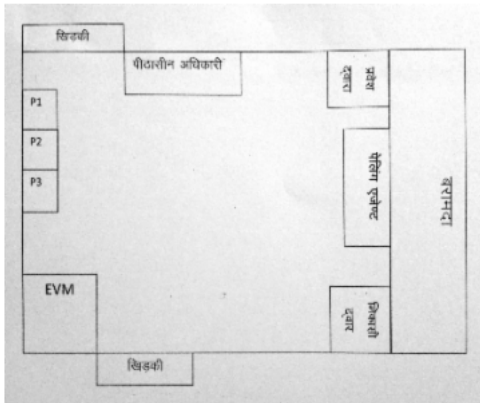 खिड़की
पीठासीन अधिकारी
प्रवेश
द्वार
P1
P2
P3
पोलिंग एजेण्ट
बरामदा
EVM
निकासी
द्वार
खिड़की